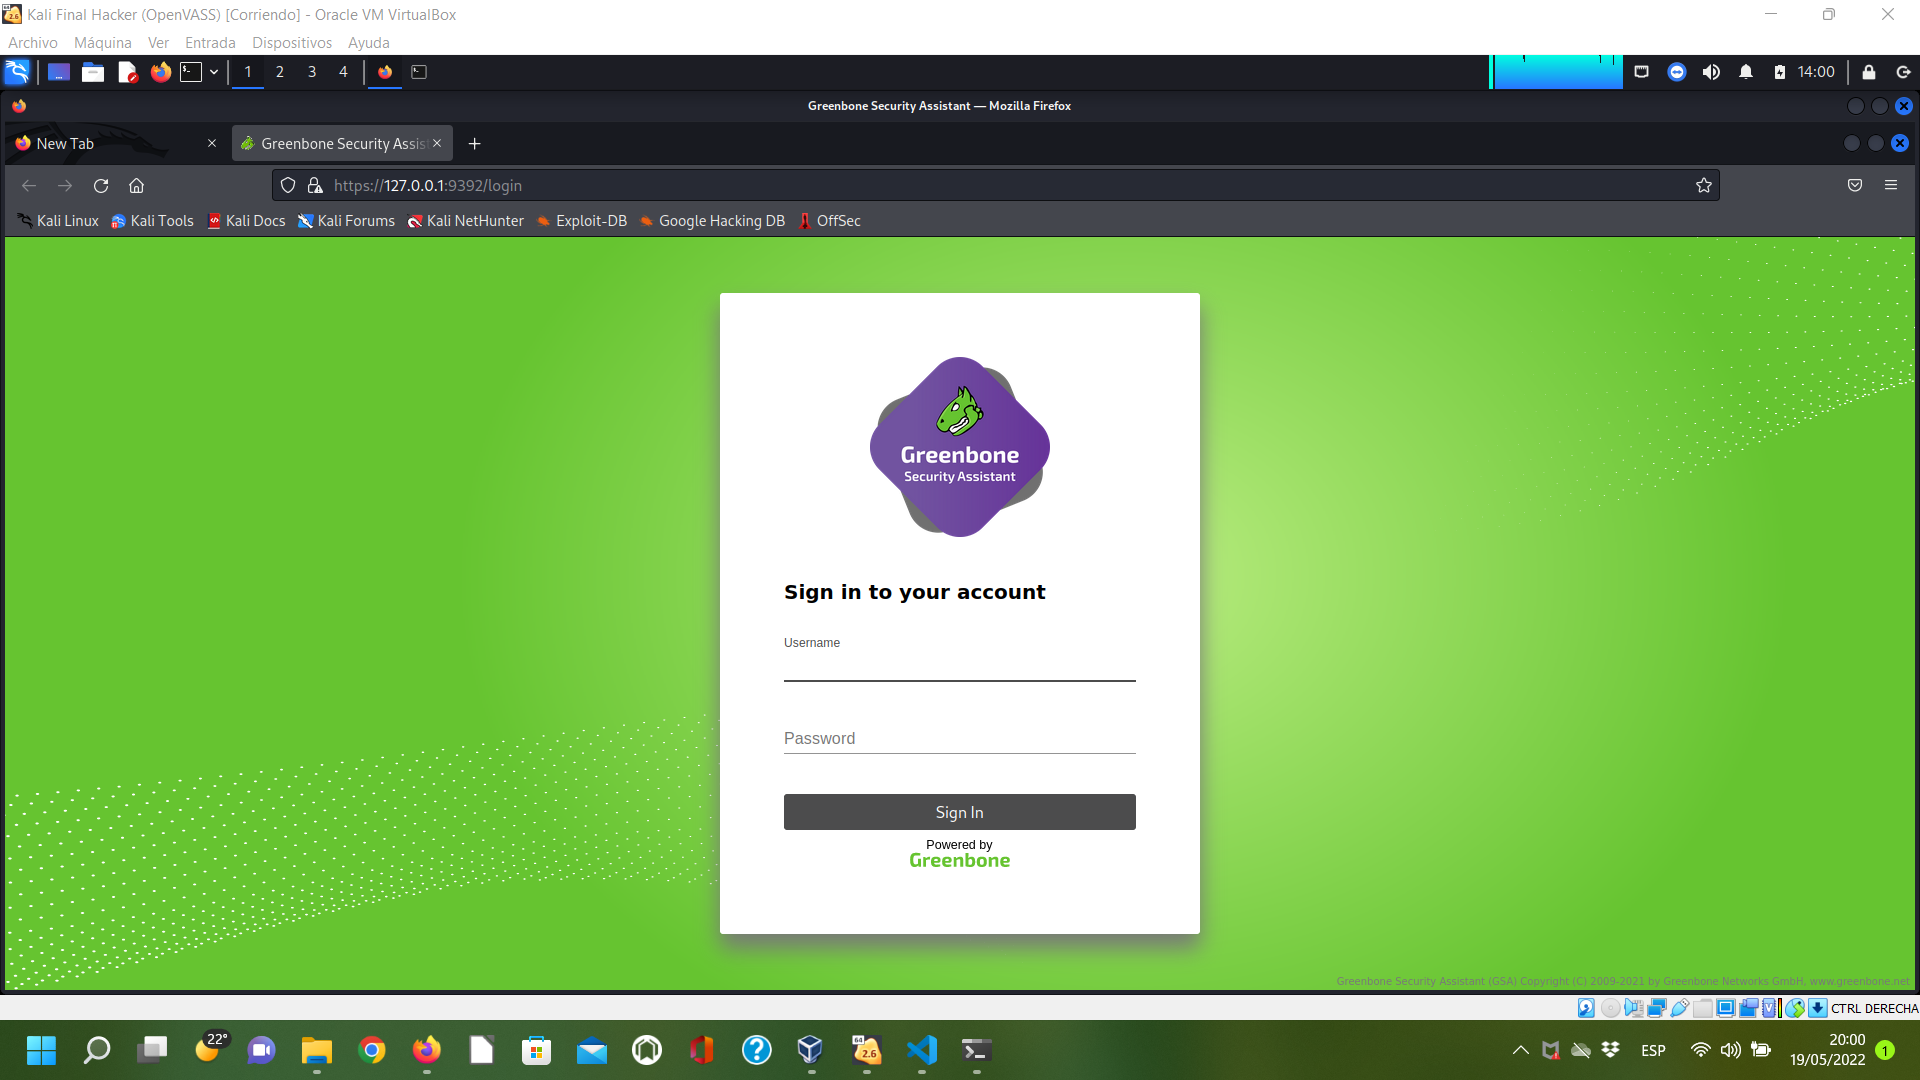 Kali Final Hacker (OpenVASS) [Corriendo] - Oracle VM VirtualBox
Archivo Máquina Ver Entrada Dispositivos Ayuda
1 2 3 4 14:00
Greenbone Security Assistant — Mozilla Firefox
New Tab Greenbone Security Assis
https://127.0.0.1:9392/login
Kali Linux Kali Tools Kali Docs Kali Forums Kali NetHunter Exploit-DB Google Hacking DB OffSec
Greenbone
Security Assistant
Sign in to your account
Username
Password
Sign In
Powered by
Greenbone
Greenbone Security Assistant (GSA) Copyright (C) 2009-2021 by Greenbone Networks GmbH, www.greenbone.net
CTRL DERECHA
22°
64
2.6
ESP
20:00
19/05/2022
1